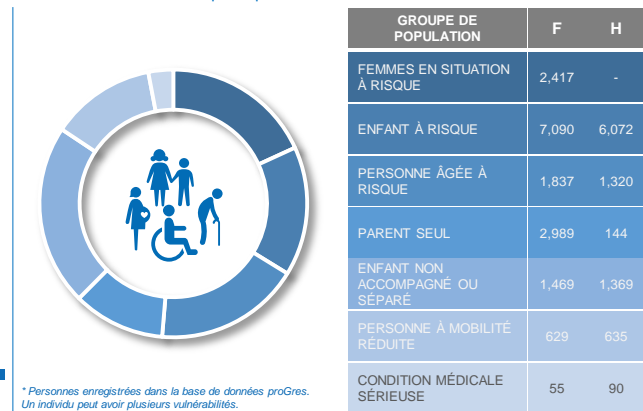 GROUPE DE
POPULATION
F
H
FEMMES EN SITUATION
À RISQUE
2,417
-
ENFANT À RISQUE
7,090
6,072
PERSONNE ÂGÉE À
RISQUE
1,837
1,320
PARENT SEUL
2,989
144
ENFANT NON
ACCOMPAGNÉ OU
SÉPARÉ
1,469
1,369
PERSONNE À MOBILITÉ
RÉDUITE
629
635
CONDITION MÉDICALE
SÉRIEUSE
55
90
* Personnes enregistrées dans la base de données proGres.
Un individu peut avoir plusieurs vulnérabilités.